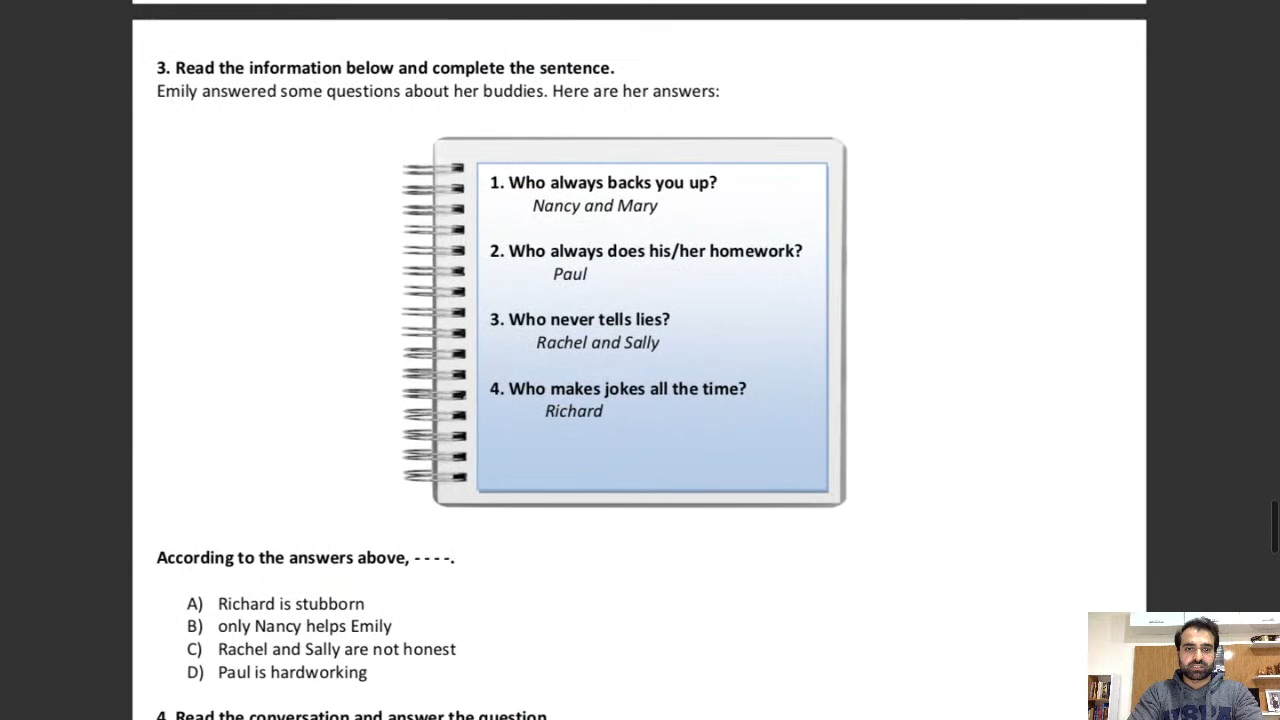 3. Read the information below and complete the sentence.
Emily answered some questions about her buddies. Here are her answers:
1. Who always backs you up?
Nancy and Mary
2. Who always does his/her homework?
Paul
3. Who never tells lies?
Rachel and Sally
4. Who makes jokes all the time?
Richard
According to the answers above, - - - -.
A) Richard is stubborn
B) only Nancy helps Emily
C) Rachel and Sally are not honest
D) Paul is hardworking
4. Read the conversation and answer the question